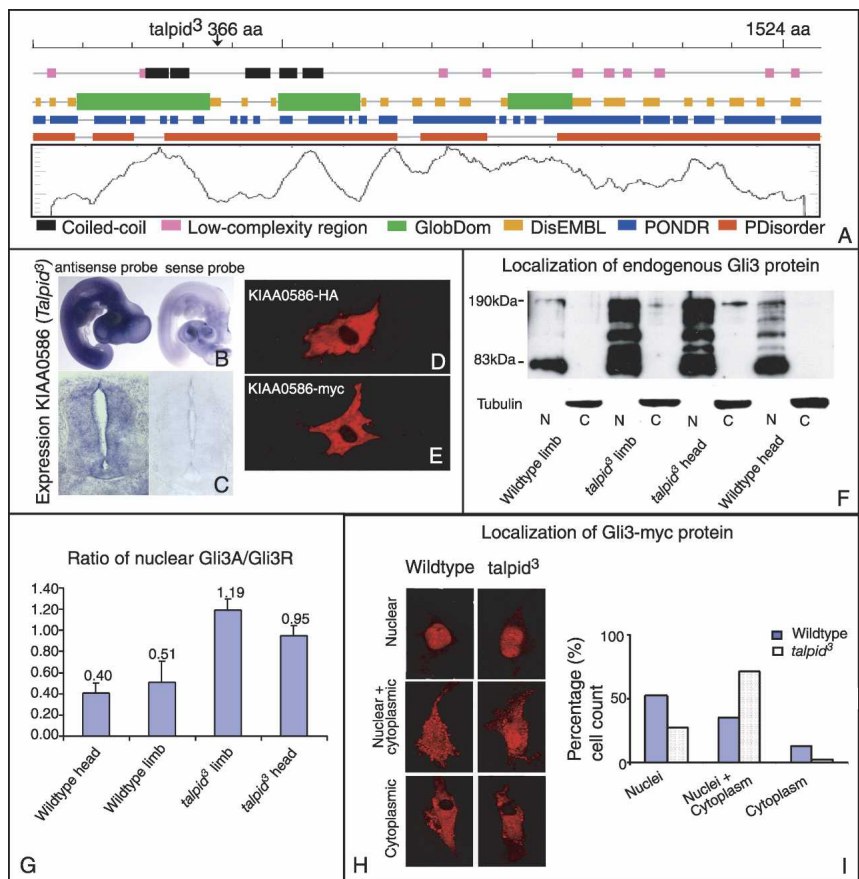 talpid³ 366 aa
1524 aa
Coiled-coil
Low-complexity region
GlobDom
DisEMBL
PONDR
PDisorder
A
Expression KIAA0586 (Talpid³)
antisense probe
sense probe
B
C
KIAA0586-HA
D
KIAA0586-myc
E
Localization of endogenous Gli3 protein
190kDa-
83kDa-
Tubulin
N C N C N C N C
Wildtype limb
talpid³ limb
talpid³ head
Wildtype head
F
Ratio of nuclear Gli3A/Gli3R
1.40
1.20
1.00
0.80
0.60
0.40
0.20
0.00
0.40
0.51
1.19
0.95
Wildtype head
Wildtype limb
talpid³ limb
talpid³ head
G
Localization of Gli3-myc protein
Wildtype
talpid³
Nuclear
Nuclear +
cytoplasmic
Cytoplasmic
H
Percentage (%)
cell count
100
50
0
Wildtype
talpid³
Nuclei
Nuclei +
Cytoplasm
Cytoplasm
I